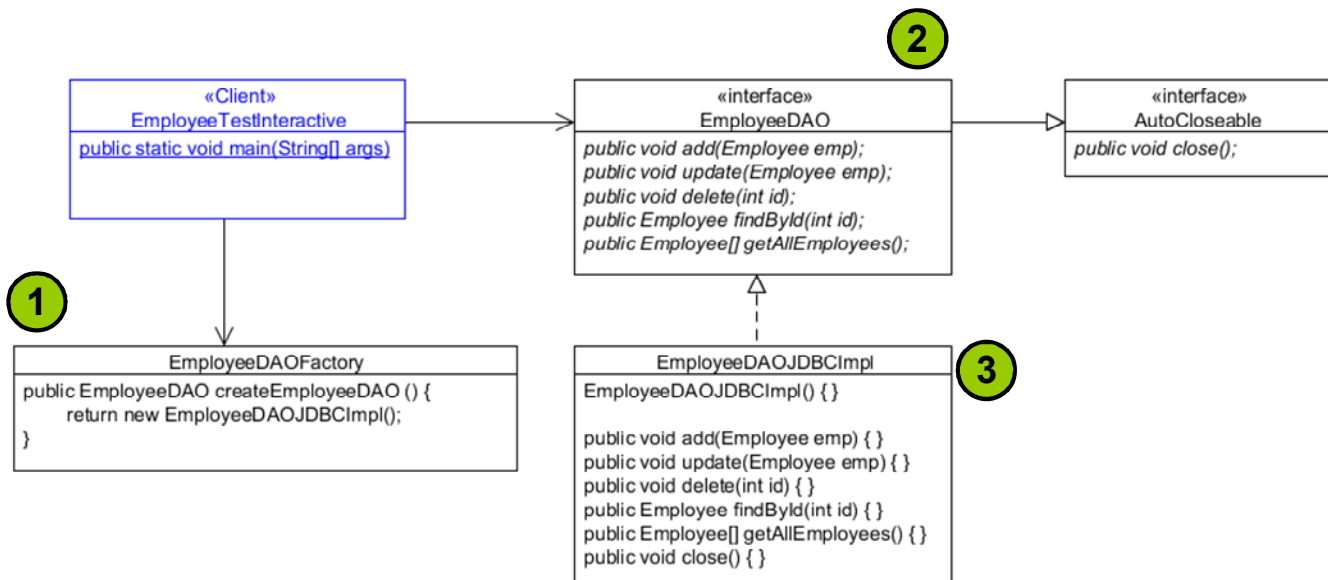 2
«Client»
EmployeeTestInteractive
public static void main(String[] args)
«interface»
EmployeeDAO
public void add(Employee emp);
public void update(Employee emp);
public void delete(int id);
public Employee findById(int id);
public Employee[] getAllEmployees();
«interface»
AutoCloseable
public void close();
1
EmployeeDAOFactory
public EmployeeDAO createEmployeeDAO () {
return new EmployeeDAOJDBCImpl();
}
EmployeeDAOJDBCImpl
EmployeeDAOJDBCImpl() { }
public void add(Employee emp) { }
public void update(Employee emp) { }
public void delete(int id) { }
public Employee findById(int id) { }
public Employee[] getAllEmployees() { }
public void close() { }
3